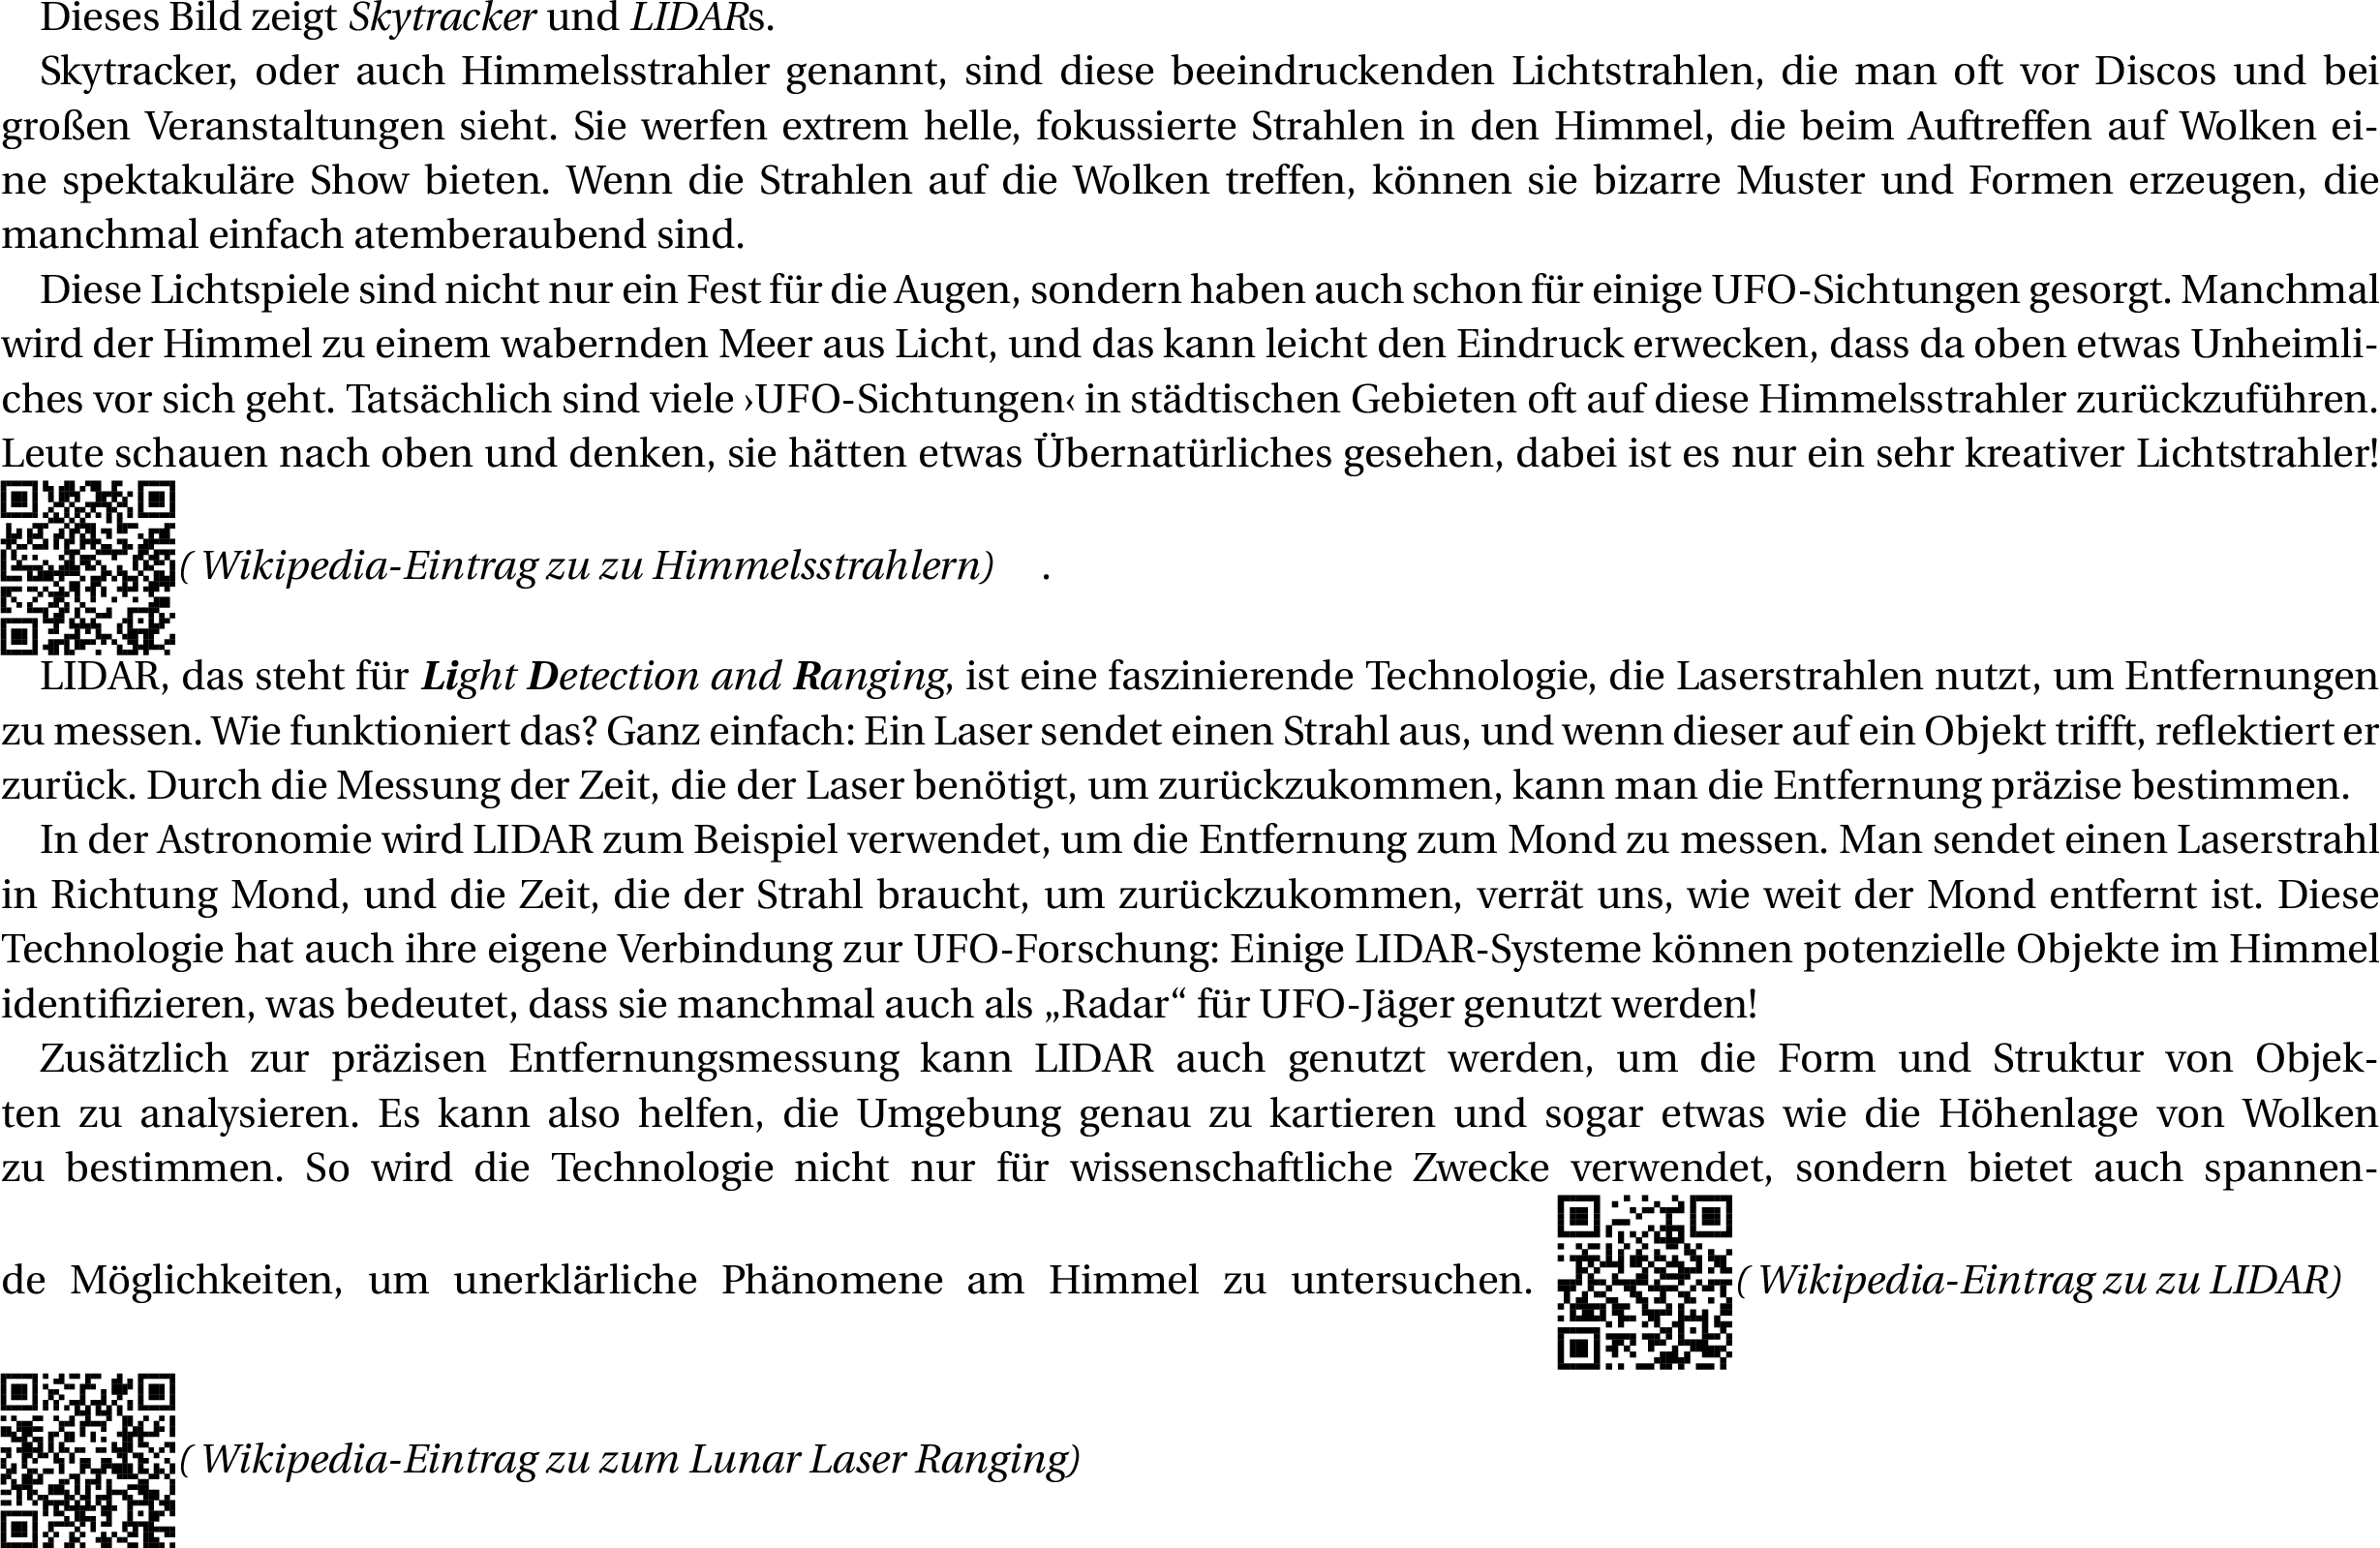 Dieses Bild zeigt Skytracker und LIDARs.
Skytracker, oder auch Himmelsstrahler genannt, sind diese beeindruckenden Lichtstrahlen, die man oft vor Discos und bei
großen Veranstaltungen sieht. Sie werfen extrem helle, fokussierte Strahlen in den Himmel, die beim Auftreffen auf Wolken ei-
ne spektakuläre Show bieten. Wenn die Strahlen auf die Wolken treffen, können sie bizarre Muster und Formen erzeugen, die
manchmal einfach atemberaubend sind.
Diese Lichtspiele sind nicht nur ein Fest für die Augen, sondern haben auch schon für einige UFO-Sichtungen gesorgt. Manchmal
wird der Himmel zu einem wabernden Meer aus Licht, und das kann leicht den Eindruck erwecken, dass da oben etwas Unheimli-
ches vor sich geht. Tatsächlich sind viele ›UFO-Sichtungen‹ in städtischen Gebieten oft auf diese Himmelsstrahler zurückzuführen.
Leute schauen nach oben und denken, sie hätten etwas Übernatürliches gesehen, dabei ist es nur ein sehr kreativer Lichtstrahler!
( Wikipedia-Eintrag zu zu Himmelsstrahlern) .
LIDAR, das steht für Light Detection and Ranging, ist eine faszinierende Technologie, die Laserstrahlen nutzt, um Entfernungen
zu messen. Wie funktioniert das? Ganz einfach: Ein Laser sendet einen Strahl aus, und wenn dieser auf ein Objekt trifft, reflektiert er
zurück. Durch die Messung der Zeit, die der Laser benötigt, um zurückzukommen, kann man die Entfernung präzise bestimmen.
In der Astronomie wird LIDAR zum Beispiel verwendet, um die Entfernung zum Mond zu messen. Man sendet einen Laserstrahl
in Richtung Mond, und die Zeit, die der Strahl braucht, um zurückzukommen, verrät uns, wie weit der Mond entfernt ist. Diese
Technologie hat auch ihre eigene Verbindung zur UFO-Forschung: Einige LIDAR-Systeme können potenzielle Objekte im Himmel
identifizieren, was bedeutet, dass sie manchmal auch als „Radar“ für UFO-Jäger genutzt werden!
Zusätzlich zur präzisen Entfernungsmessung kann LIDAR auch genutzt werden, um die Form und Struktur von Objek-
ten zu analysieren. Es kann also helfen, die Umgebung genau zu kartieren und sogar etwas wie die Höhenlage von Wolken
zu bestimmen. So wird die Technologie nicht nur für wissenschaftliche Zwecke verwendet, sondern bietet auch spannen-
de Möglichkeiten, um unerklärliche Phänomene am Himmel zu untersuchen. ( Wikipedia-Eintrag zu zu LIDAR)
( Wikipedia-Eintrag zu zum Lunar Laser Ranging)